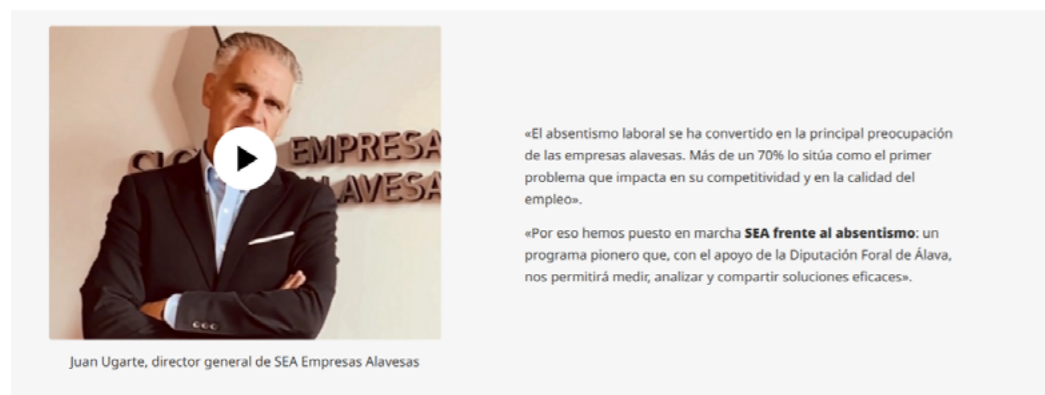 EMPRESA
«El absentismo laboral se ha convertido en la principal preocupación
de las empresas alavesas. Más de un 70% lo sitúa como el primer
problema que impacta en su competitividad y en la calidad del
empleo».
«Por eso hemos puesto en marcha SEA frente al absentismo: un
programa pionero que, con el apoyo de la Diputación Foral de Álava,
nos permitirá medir, analizar y compartir soluciones eficaces».
Juan Ugarte, director general de SEA Empresas Alavesas